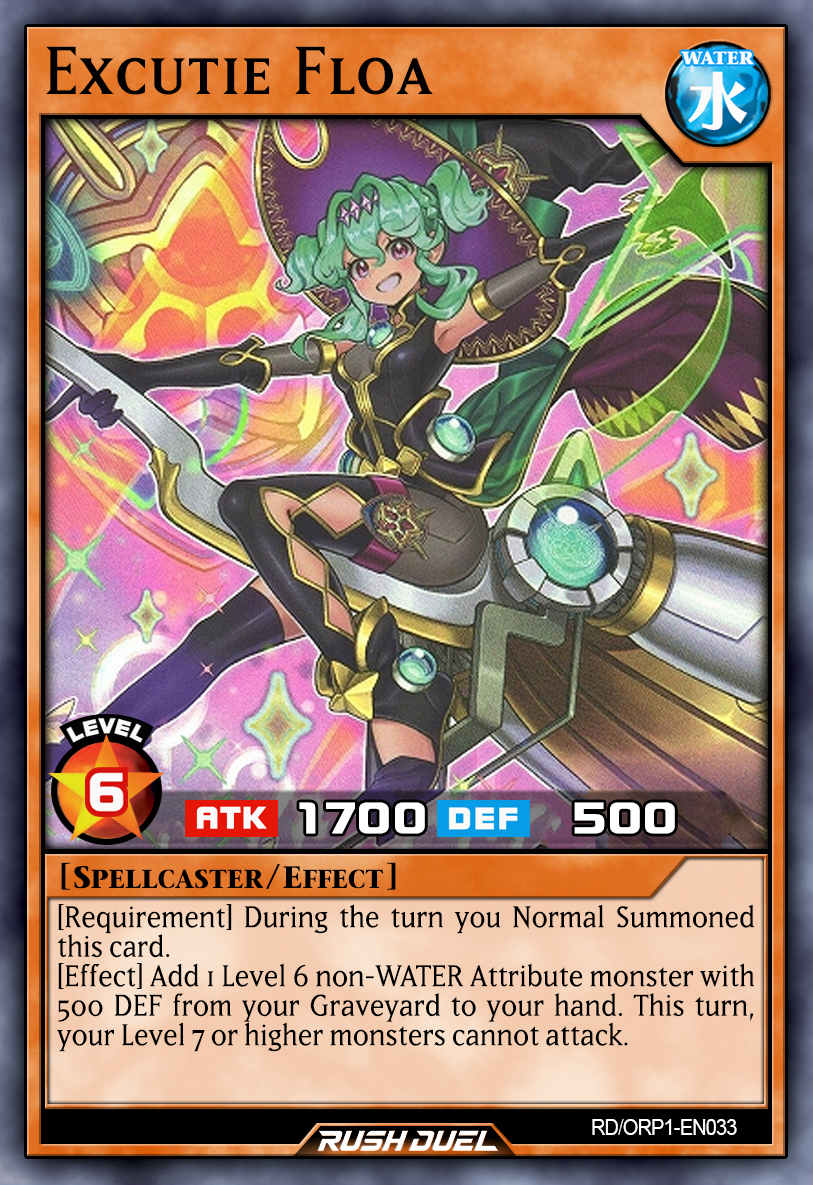 Excutie Floa
WATER
水
LEVEL
6
ATK 1700 DEF 500
[Spellcaster/Effect]
[Requirement] During the turn you Normal Summoned
this card.
[Effect] Add 1 Level 6 non-WATER Attribute monster with
500 DEF from your Graveyard to your hand. This turn,
your Level 7 or higher monsters cannot attack.
RD/ORP1-EN033
RUSH DUEL